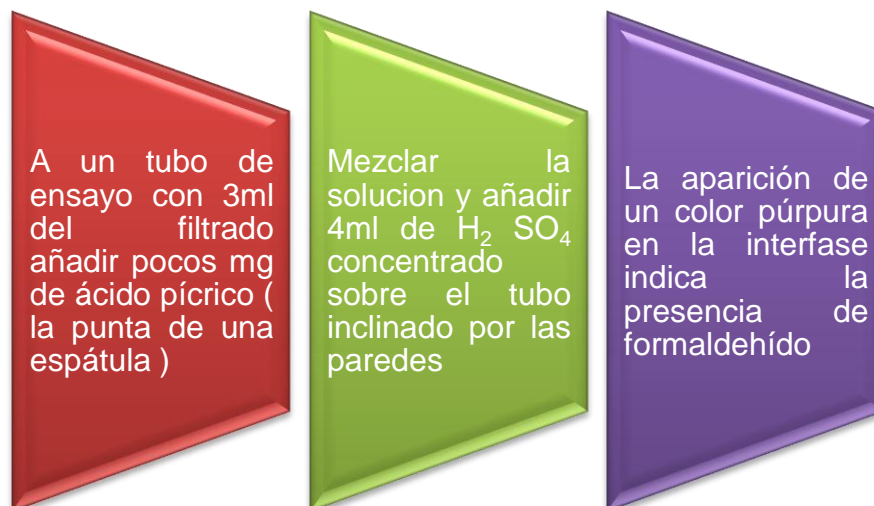 A un tubo de
ensayo con 3ml
del filtrado
añadir pocos mg
de ácido pícrico (
la punta de una
espátula )
Mezclar la
solucion y añadir
4ml de H₂ SO₄
concentrado
sobre el tubo
inclinado por las
paredes
La aparición de
un color púrpura
en la interfase
indica la
presencia de
formaldehído